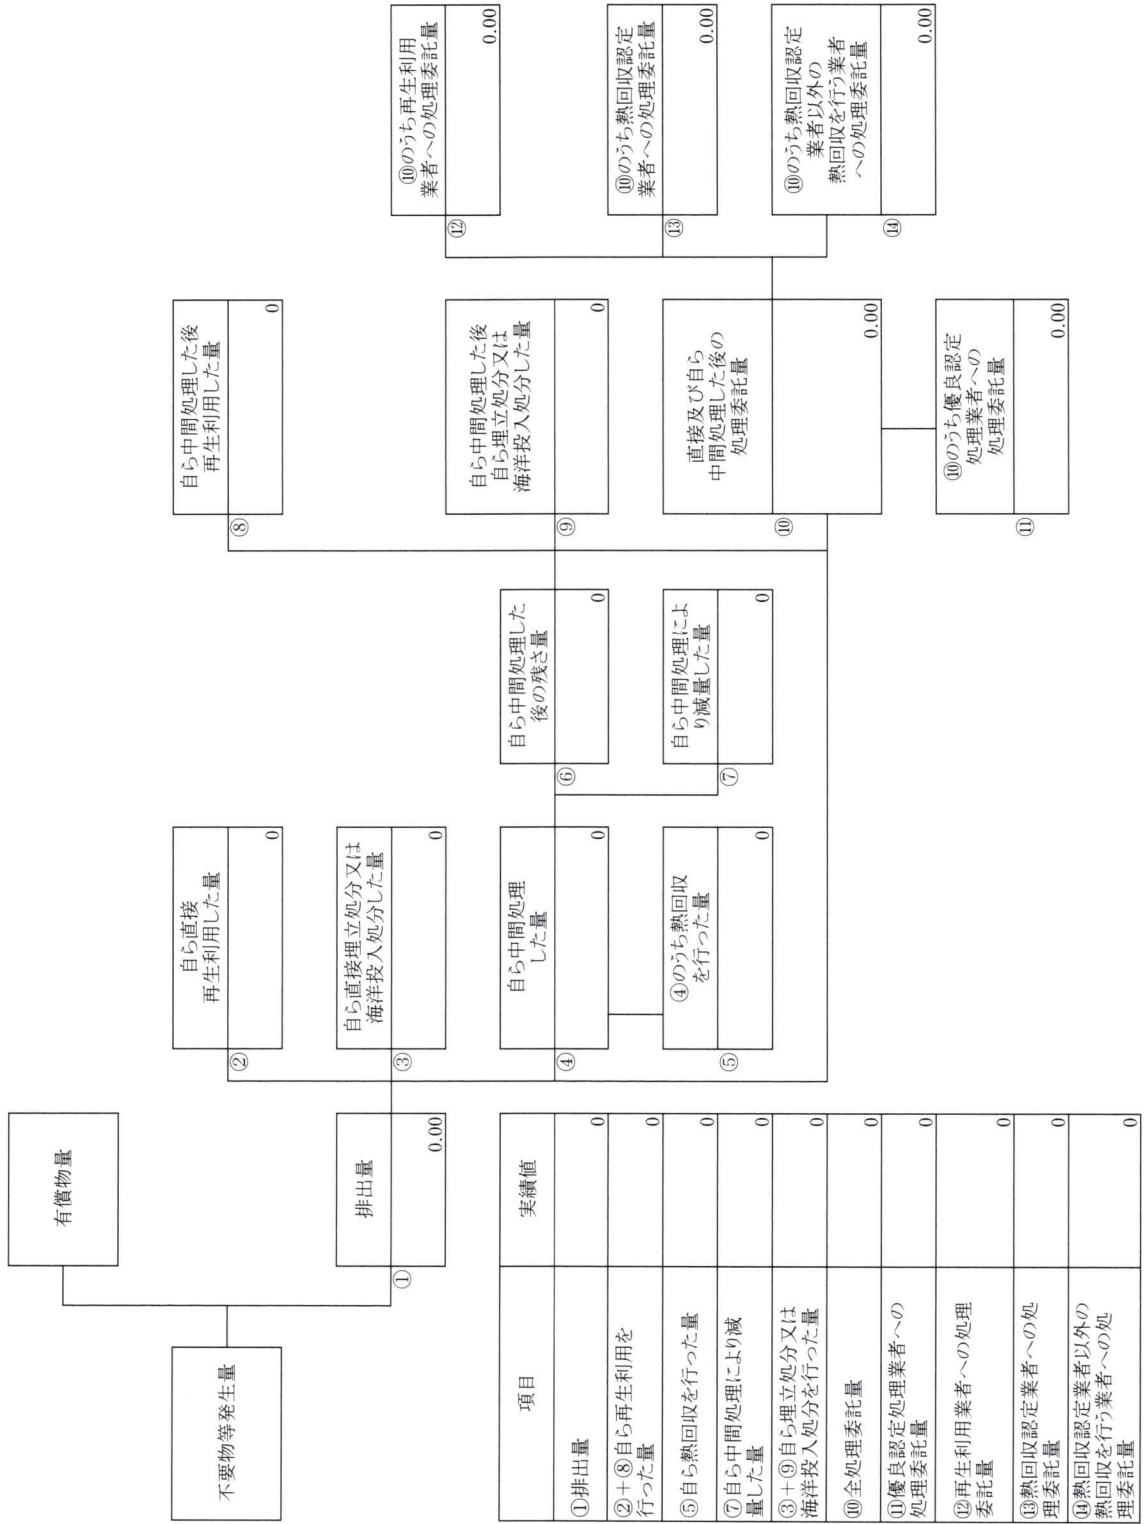 不要物等発生量
有償物量
①
排出量
0.00
②
自ら直接
再生利用した量
0
③
自ら直接埋立処分又は
海洋投入処分した量
0
④
自ら中間処理
した量
0
⑤
④のうち熱回収
を行った量
0
⑥
自ら中間処理した
後の残さ量
0
⑦
自ら中間処理によ
り減量した量
0
⑧
自ら中間処理した後
再生利用した量
0
⑨
自ら中間処理した後
自ら埋立処分又は
海洋投入処分した量
0
⑩
直接及び自ら
中間処理した後の
処理委託量
0.00
⑪
⑩のうち優良認定
処理業者への
処理委託量
0.00
⑫
⑩のうち再生利用
業者への処理委託量
0.00
⑬
⑩のうち熱回収認定
業者への処理委託量
0.00
⑭
⑩のうち熱回収認定
業者以外の
熱回収を行う業者
への処理委託量
0.00
項目 実績値
①排出量 0
②+⑧自ら再生利用を
行った量 0
⑤自ら熱回収を行った量 0
⑦自ら中間処理により減
量した量 0
③+⑨自ら埋立処分又は
海洋投入処分を行った量 0
⑩全処理委託量 0
⑪優良認定処理業者への
処理委託量 0
⑫再生利用業者への処理
委託量 0
⑬熱回収認定業者への処
理委託量 0
⑭熱回収認定業者以外の
熱回収を行う業者への処
理委託量 0